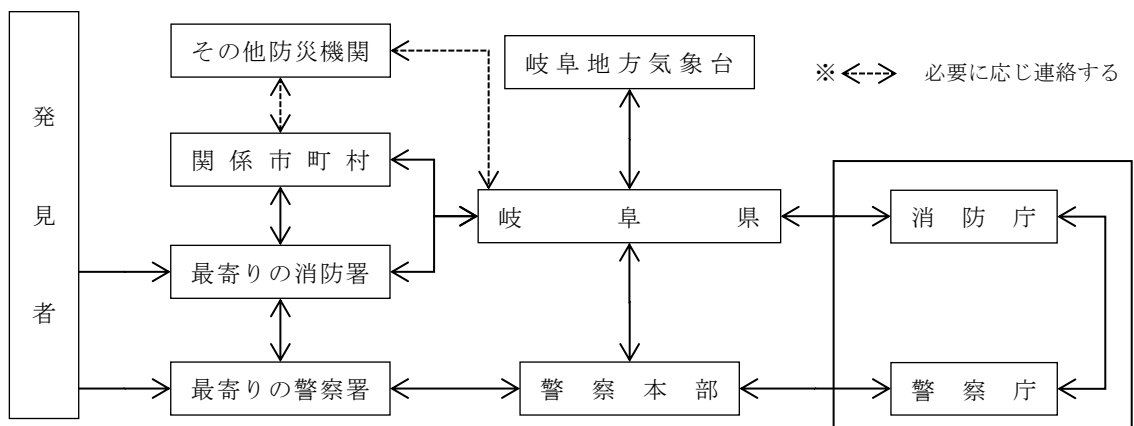 発見者
その他防災機関
関係市町村
最寄りの消防署
最寄りの警察署
岐阜地方気象台
岐阜県
警察本部
※ 必要に応じ連絡する
消防庁
警察庁